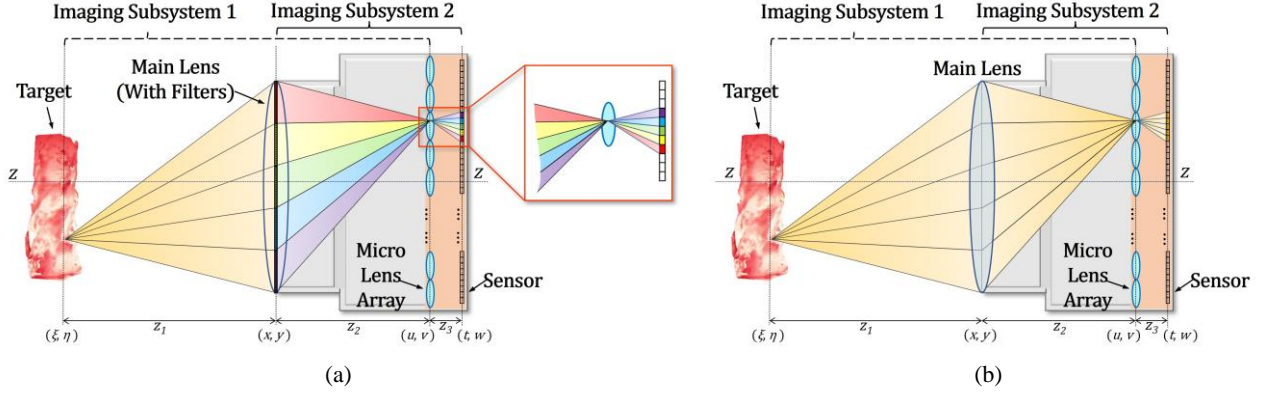 Imaging Subsystem 1
Imaging Subsystem 2
Main Lens
(With Filters)
Target
Z
Z
Micro
Lens
Array
Sensor
z₁
z₂
z₃
(ξ, η)
(x, y)
(u, v)
(t, w)
(a)
Imaging Subsystem 1
Imaging Subsystem 2
Main Lens
Target
Z
Z
Micro
Lens
Array
Sensor
z₁
z₂
z₃
(ξ, η)
(x, y)
(u, v)
(t, w)
(b)